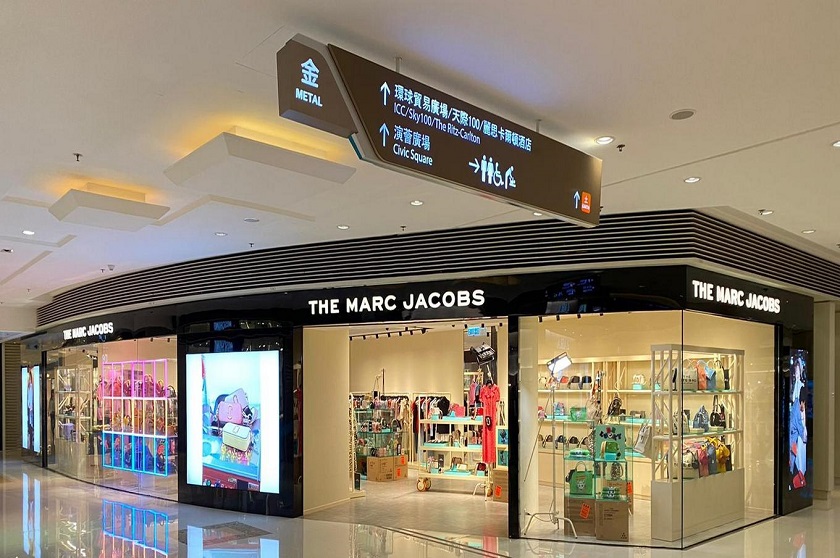 金
METAL
環球貿易廣場/天際100/麗思卡爾頓酒店
ICC/Sky100/The Ritz-Carlton
演薈廣場
Civic Square
THE MARC JACOBS
THE MARC JACOBS
THE MARC JACOBS